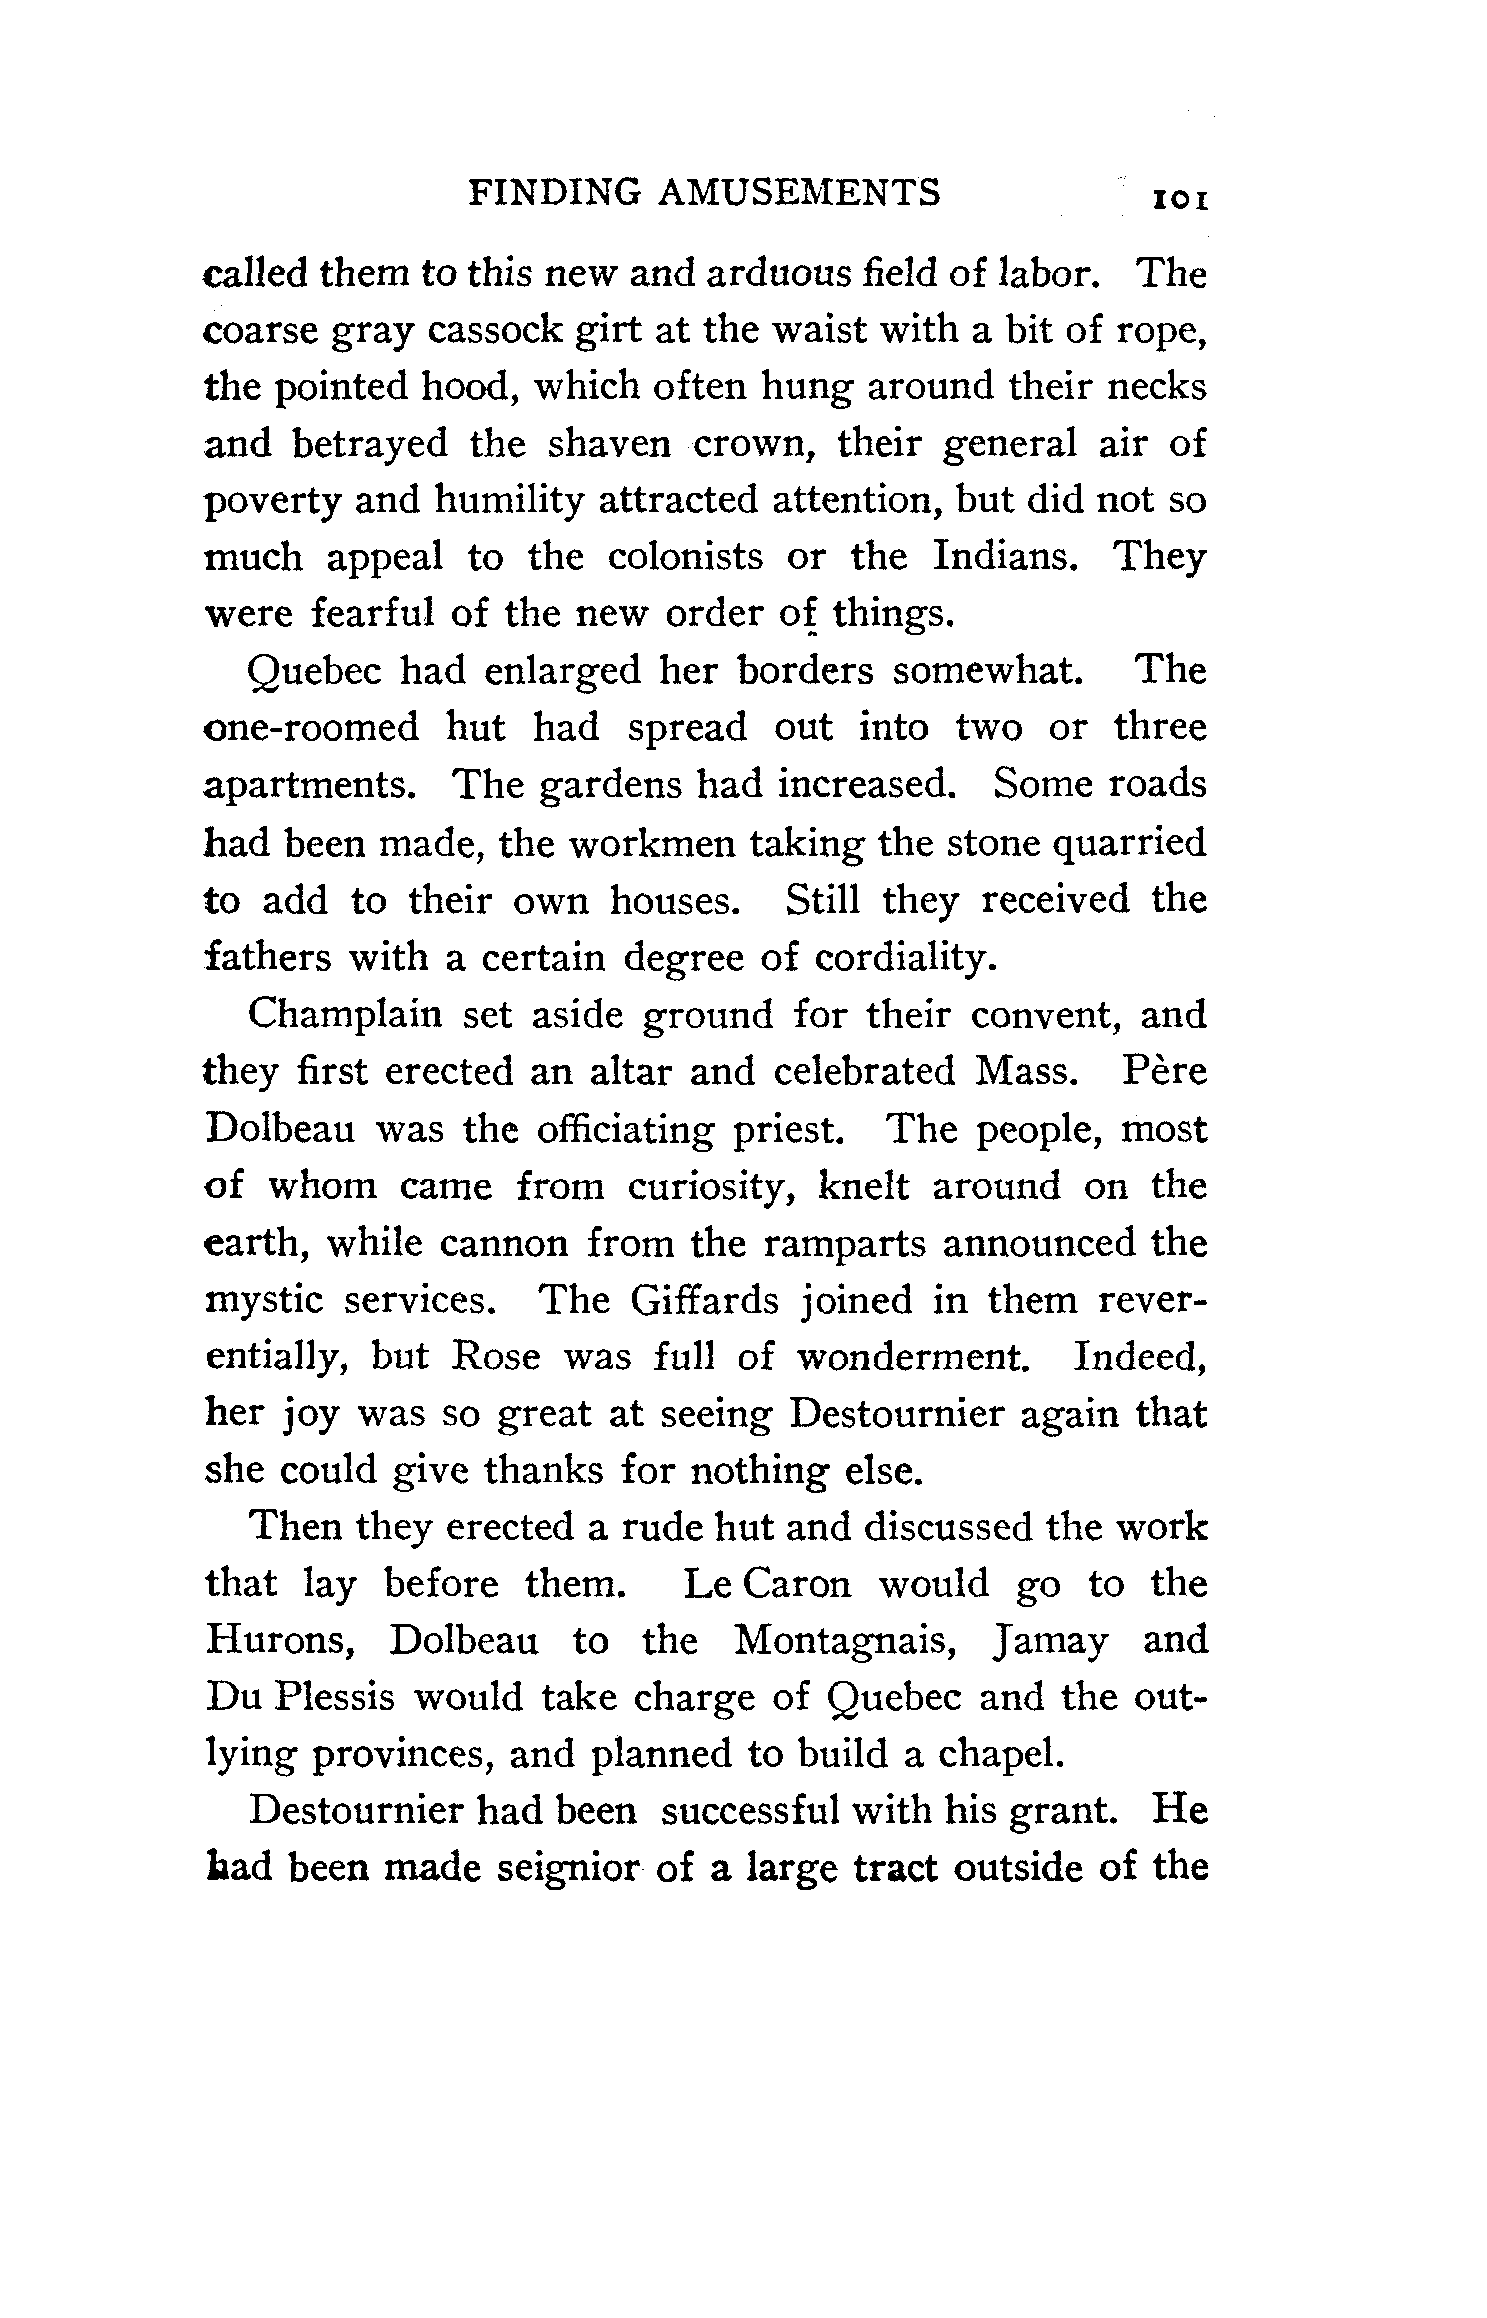 FINDING AMUSEMENTS 101
called them to this new and arduous field of labor. The
coarse gray cassock girt at the waist with a bit of rope,
the pointed hood, which often hung around their necks
and betrayed the shaven crown, their general air of
poverty and humility attracted attention, but did not so
much appeal to the colonists or the Indians. They
were fearful of the new order of things.
Quebec had enlarged her borders somewhat. The
one-roomed hut had spread out into two or three
apartments. The gardens had increased. Some roads
had been made, the workmen taking the stone quarried
to add to their own houses. Still they received the
fathers with a certain degree of cordiality.
Champlain set aside ground for their convent, and
they first erected an altar and celebrated Mass. Père
Dolbeau was the officiating priest. The people, most
of whom came from curiosity, knelt around on the
earth, while cannon from the ramparts announced the
mystic services. The Giffards joined in them rever-
entially, but Rose was full of wonderment. Indeed,
her joy was so great at seeing Destournier again that
she could give thanks for nothing else.
Then they erected a rude hut and discussed the work
that lay before them. Le Caron would go to the
Hurons, Dolbeau to the Montagnais, Jamay and
Du Plessis would take charge of Quebec and the out-
lying provinces, and planned to build a chapel.
Destournier had been successful with his grant. He
had been made seignior of a large tract outside of the